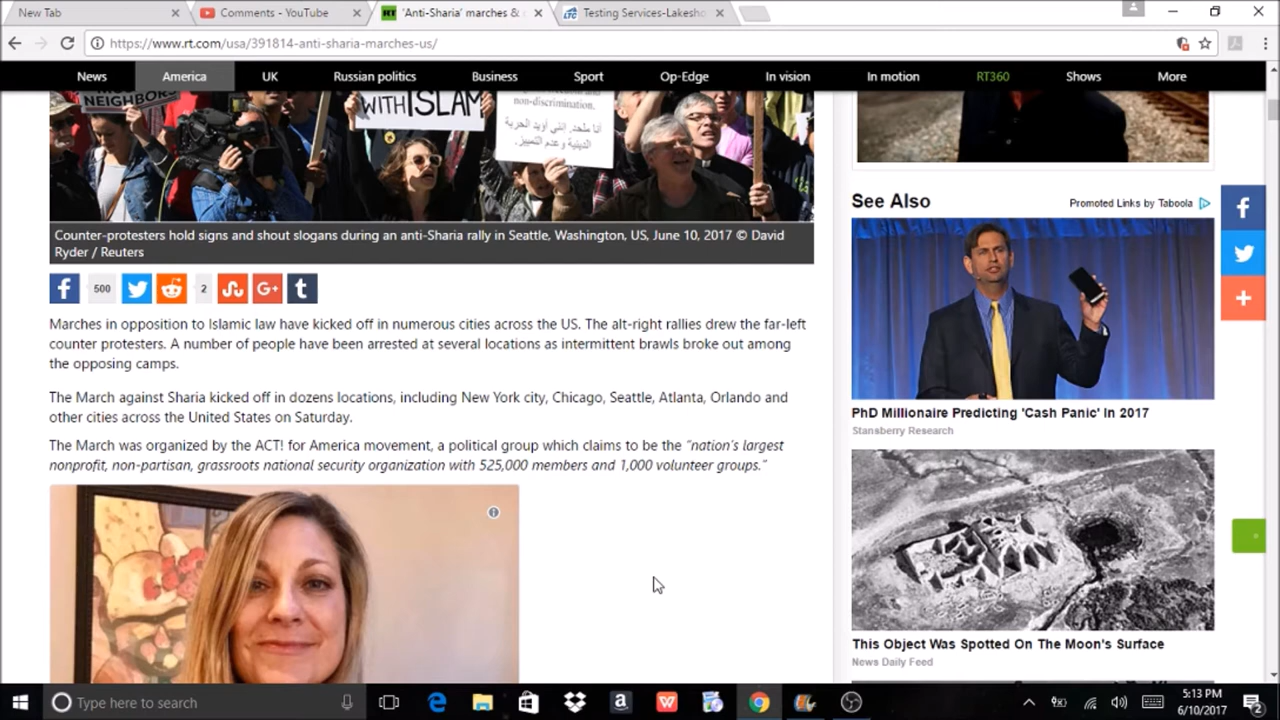 New Tab
Comments - YouTube
'Anti-Sharia' marches &
Testing Services-Lakesho
https://www.rt.com/usa/391814-anti-sharia-marches-us/
News America UK Russian politics Business Sport Op-Edge In vision In motion RT360 Shows More
NEIGHBORS
WITH ISLAM
non-discrimination.
أنا ملحد، إنني أؤيد الحرية
الدينية وعدم التمييز.
Counter-protesters hold signs and shout slogans during an anti-Sharia rally in Seattle, Washington, US, June 10, 2017 © David
Ryder / Reuters
500
2
G+
Marches in opposition to Islamic law have kicked off in numerous cities across the US. The alt-right rallies drew the far-left
counter protesters. A number of people have been arrested at several locations as intermittent brawls broke out among
the opposing camps.
The March against Sharia kicked off in dozens locations, including New York city, Chicago, Seattle, Atlanta, Orlando and
other cities across the United States on Saturday.
The March was organized by the ACT! for America movement, a political group which claims to be the "nation's largest
nonprofit, non-partisan, grassroots national security organization with 525,000 members and 1,000 volunteer groups."
See Also
Promoted Links by Taboola
PhD Millionaire Predicting 'Cash Panic' In 2017
Stansberry Research
This Object Was Spotted On The Moon's Surface
News Daily Feed
Type here to search
5:13 PM
6/10/2017
2